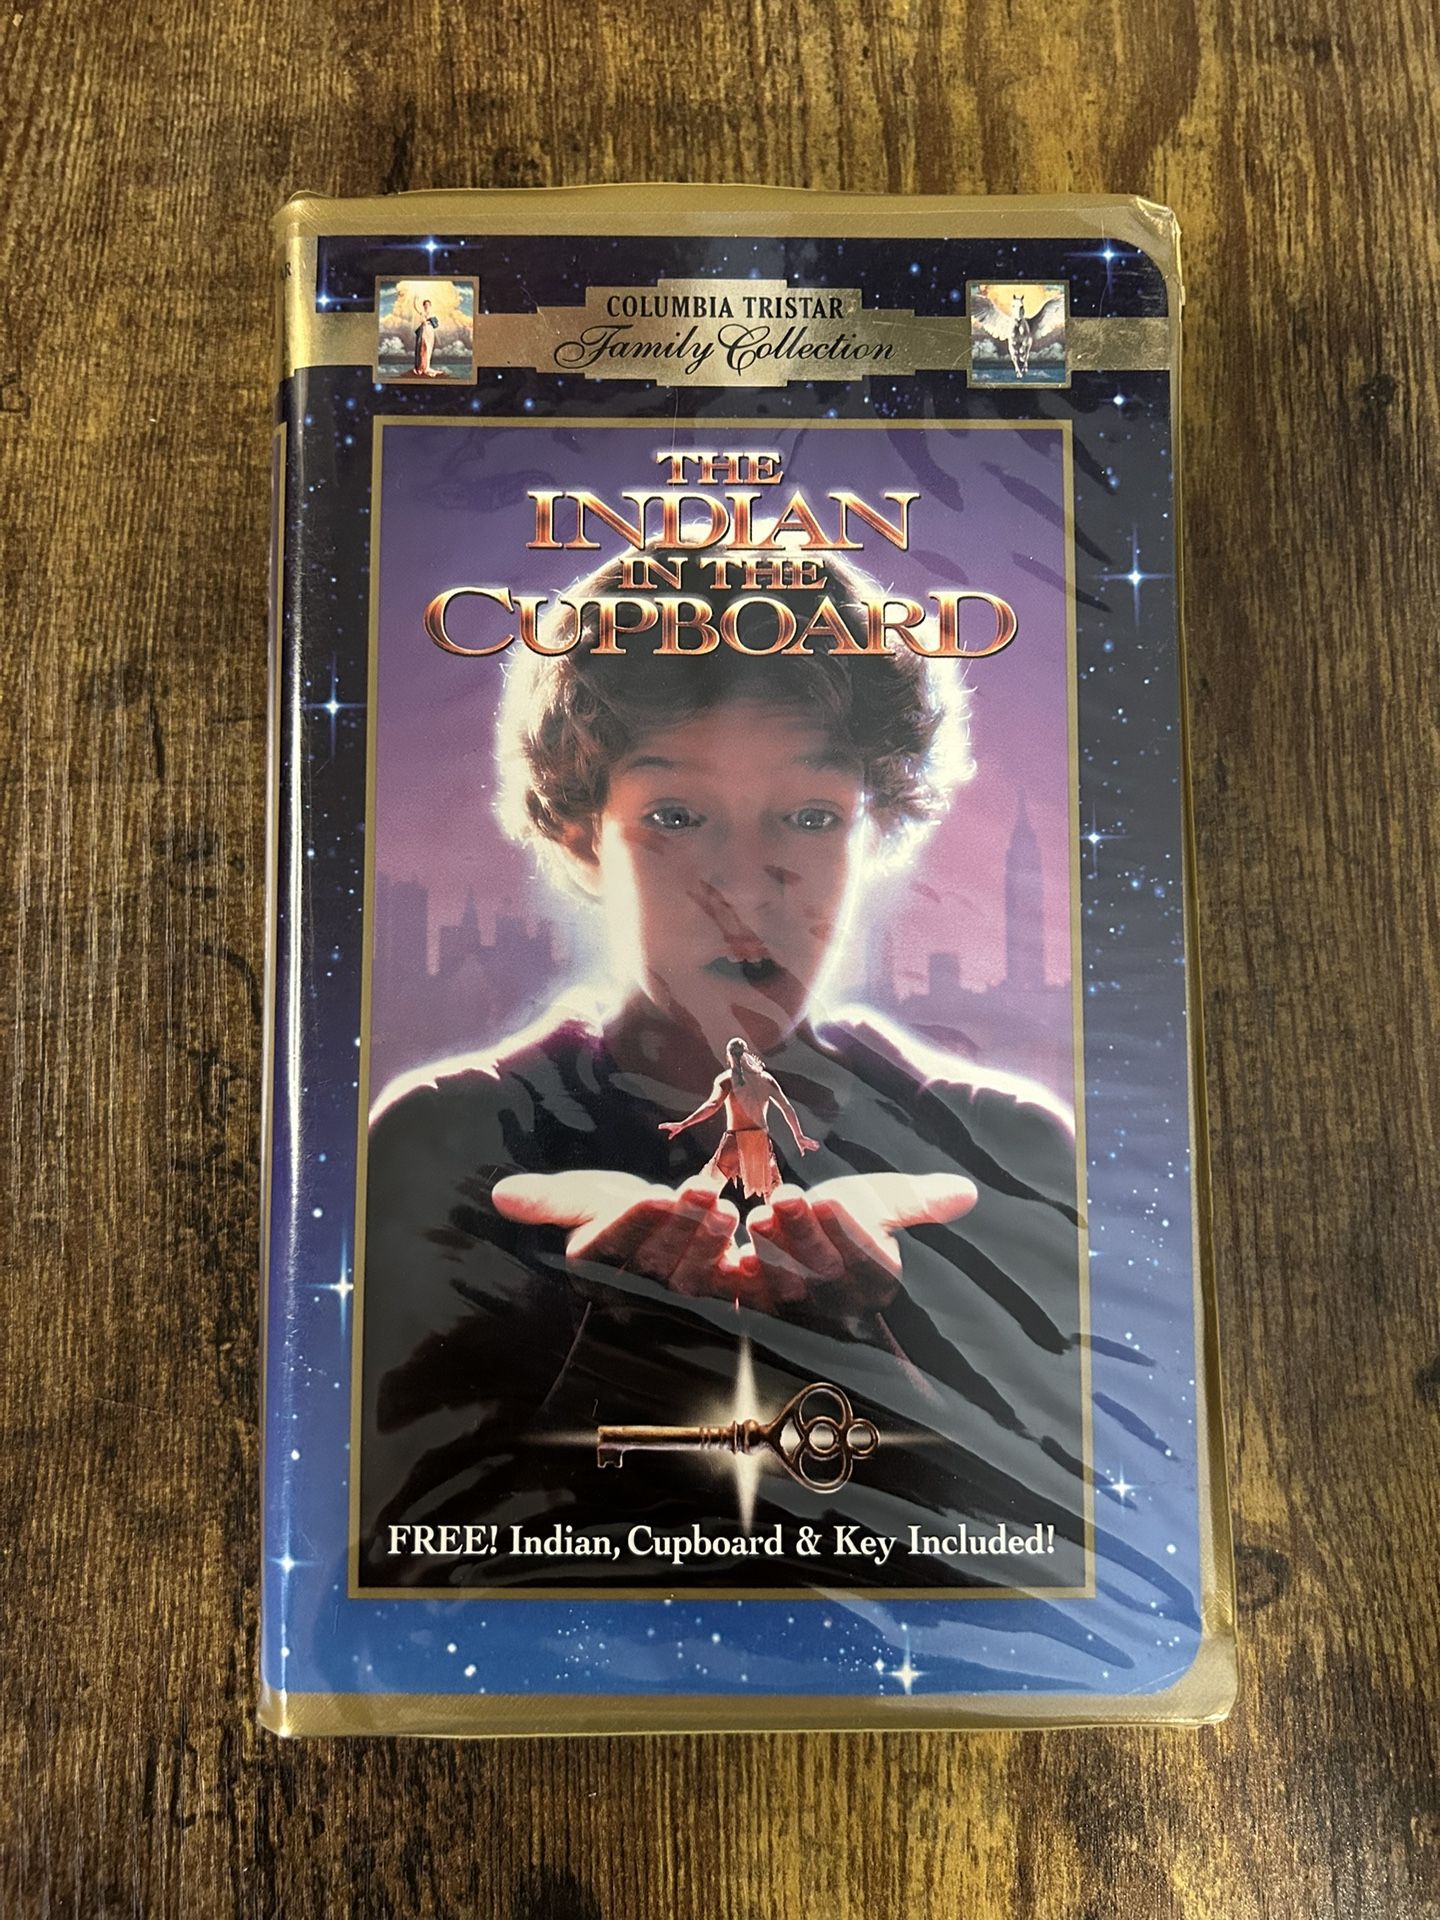 COLUMBIA TRISTAR
Family Collection
THE
INDIAN
IN THE
CUPBOARD
FREE! Indian, Cupboard & Key Included!